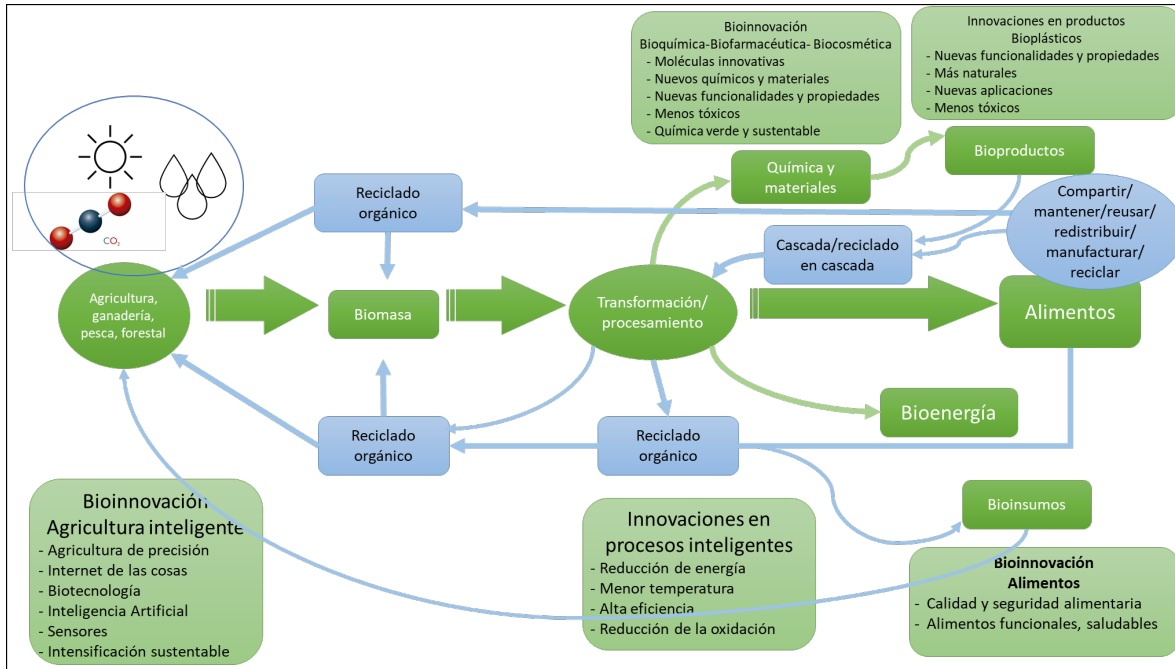 Bioinnovación
Bioquímica-Biofarmacéutica- Biocosmética
- Moléculas innovativas
- Nuevos químicos y materiales
- Nuevas funcionalidades y propiedades
- Menos tóxicos
- Química verde y sustentable
Innovaciones en productos
Bioplásticos
- Nuevas funcionalidades y propiedades
- Más naturales
- Nuevas aplicaciones
- Menos tóxicos
CO₂
Reciclado
orgánico
Química y
materiales
Bioproductos
Compartir/
mantener/reusar/
redistribuir/
manufacturar/
reciclar
Cascada/reciclado
en cascada
Agricultura,
ganadería,
pesca, forestal
Biomasa
Transformación/
procesamiento
Alimentos
Bioenergía
Reciclado
orgánico
Reciclado
orgánico
Bioinnovación
Agricultura inteligente
- Agricultura de precisión
- Internet de las cosas
- Biotecnología
- Inteligencia Artificial
- Sensores
- Intensificación sustentable
Innovaciones en
procesos inteligentes
- Reducción de energía
- Menor temperatura
- Alta eficiencia
- Reducción de la oxidación
Bioinsumos
Bioinnovación
Alimentos
- Calidad y seguridad alimentaria
- Alimentos funcionales, saludables